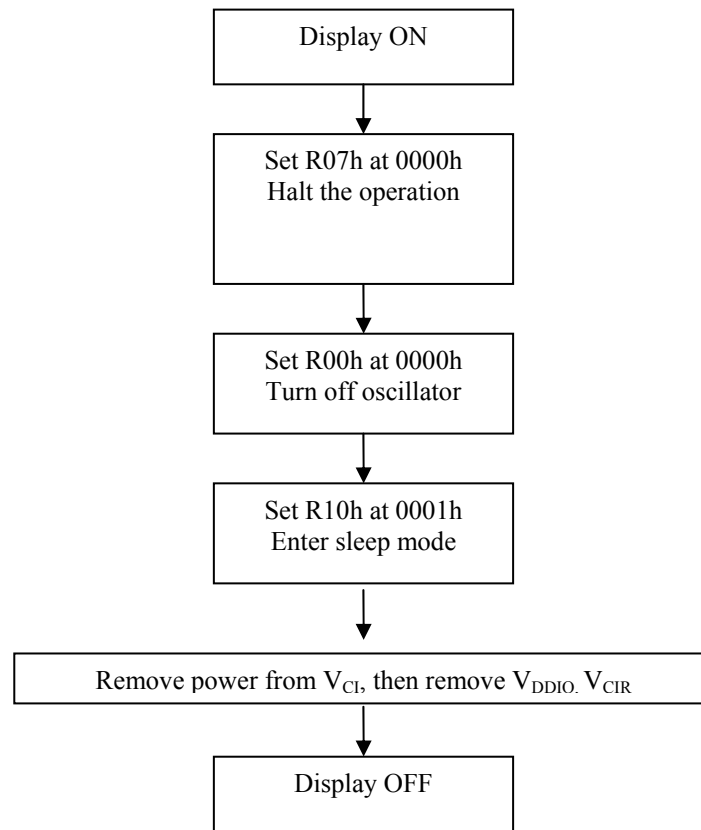 Display ON
Set R07h at 0000h
Halt the operation
Set R00h at 0000h
Turn off oscillator
Set R10h at 0001h
Enter sleep mode
Remove power from VCI, then remove VDDIO. VCIR
Display OFF